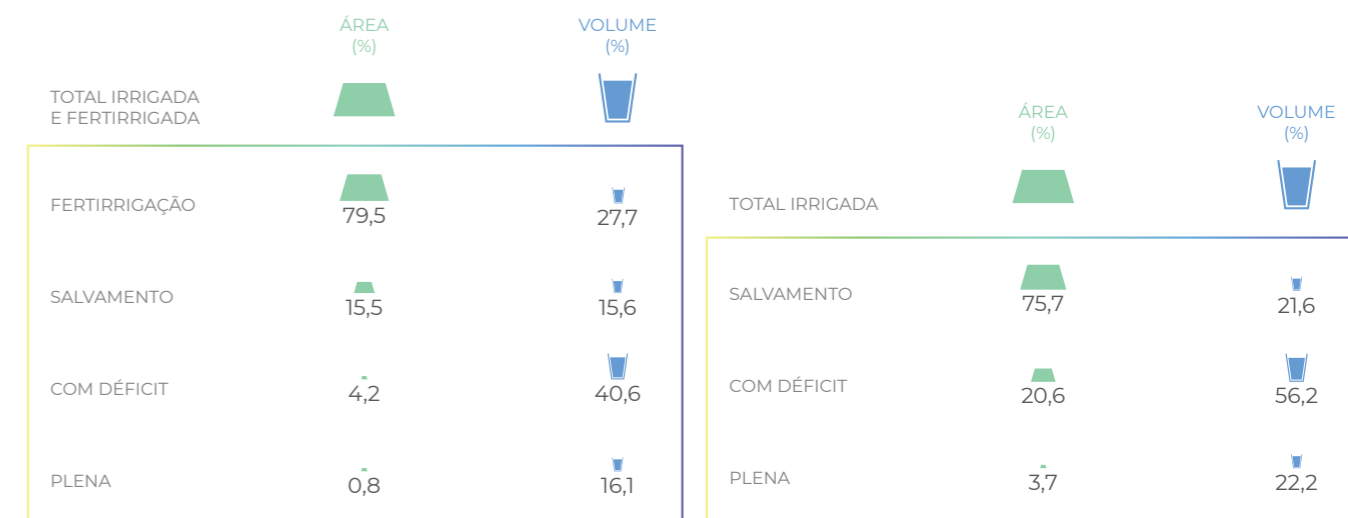 ÁREA
(%)
VOLUME
(%)
TOTAL IRRIGADA
E FERTIRRIGADA
FERTIRRIGAÇÃO 79,5 27,7
SALVAMENTO 15,5 15,6
COM DÉFICIT 4,2 40,6
PLENA 0,8 16,1
ÁREA
(%)
VOLUME
(%)
TOTAL IRRIGADA
SALVAMENTO 75,7 21,6
COM DÉFICIT 20,6 56,2
PLENA 3,7 22,2